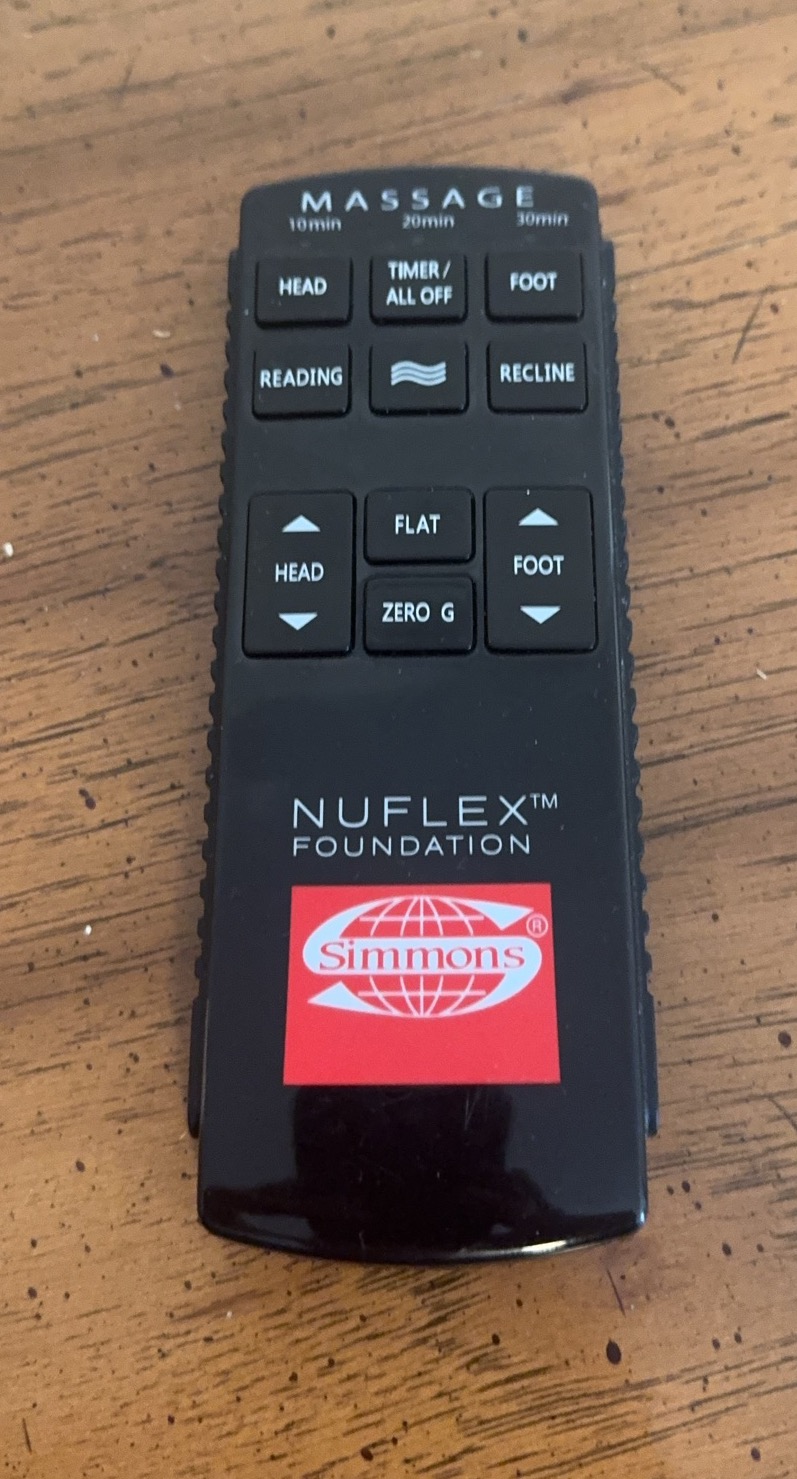 MASSAGE
10min 20min 30min
HEAD TIMER / ALL OFF FOOT
READING RECLINE
HEAD FLAT FOOT
ZERO G
NUFLEX™
FOUNDATION
Simmons®